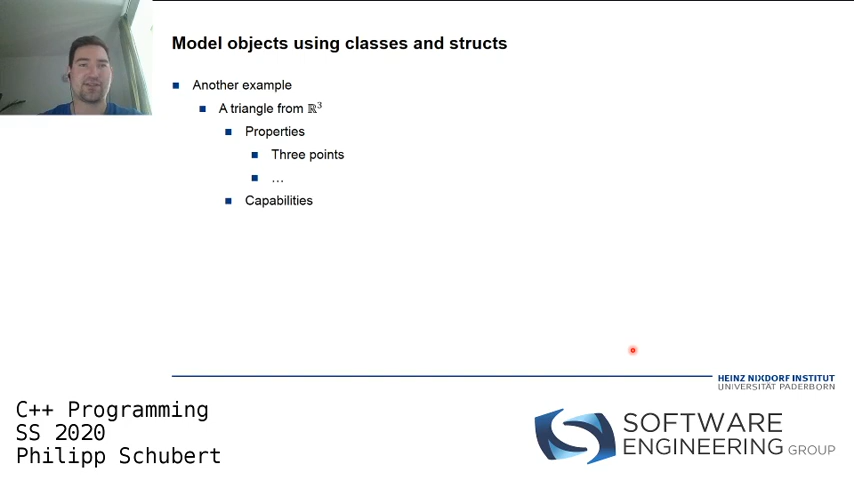 Model objects using classes and structs
Another example
A triangle from ℝ³
Properties
Three points
…
Capabilities
HEINZ NIXDORF INSTITUT
UNIVERSITÄT PADERBORN
C++ Programming
SS 2020
Philipp Schubert
SOFTWARE
ENGINEERING GROUP